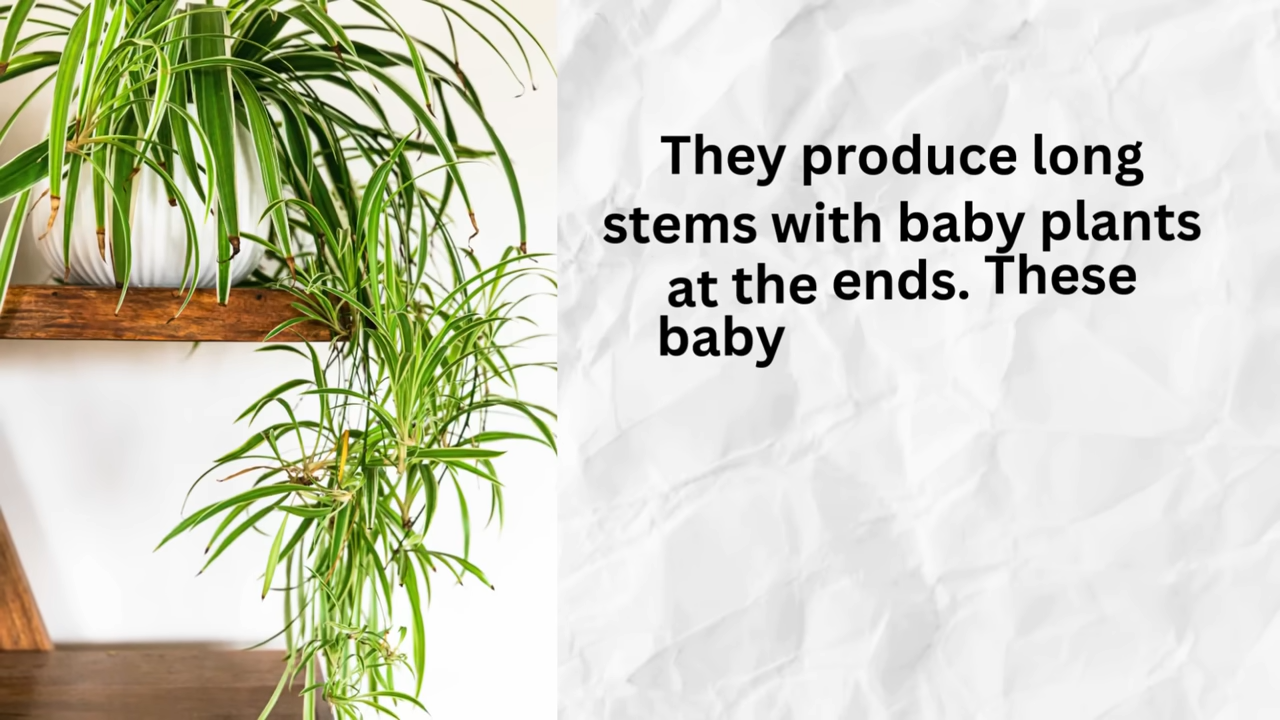 They produce long
stems with baby plants
at the ends. These
baby